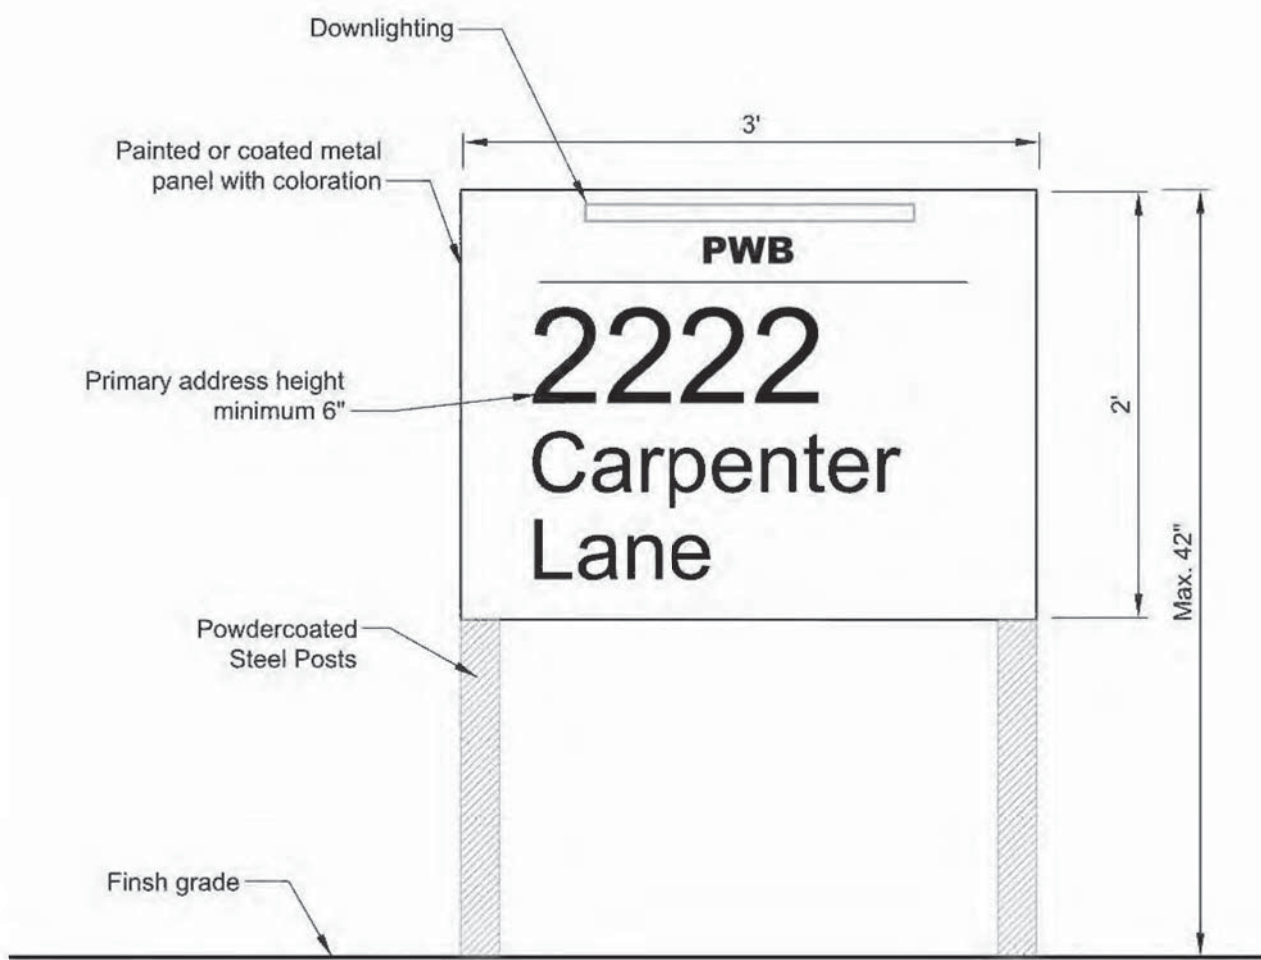 Downlighting
3'
Painted or coated metal
panel with coloration
PWB
2222
Primary address height
minimum 6"
2'
Carpenter
Lane
Max. 42"
Powdercoated
Steel Posts
Finsh grade